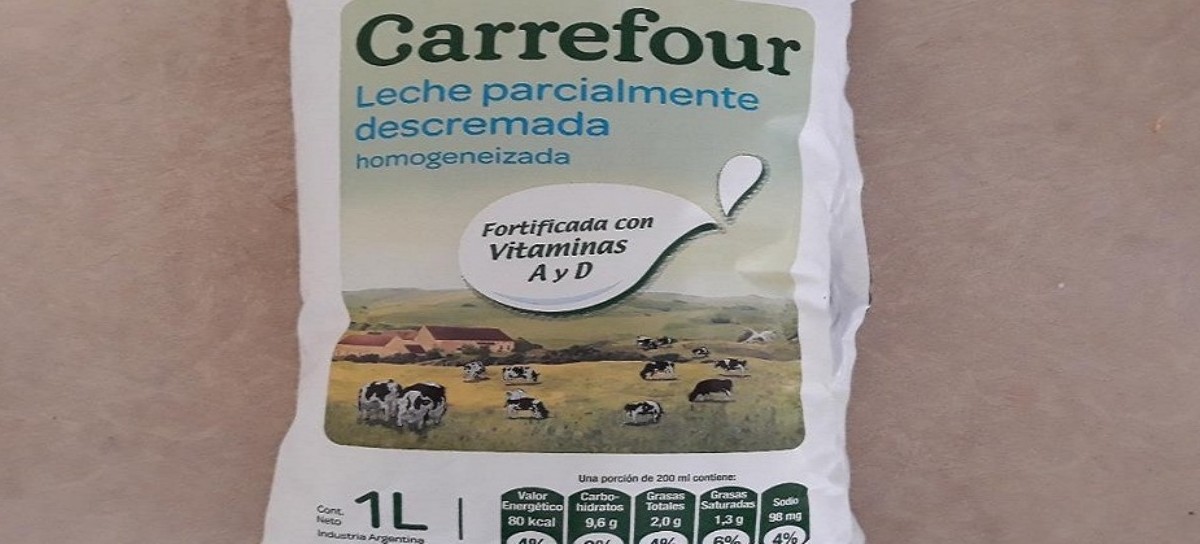 Carrefour
Leche parcialmente
descremada
homogeneizada
Fortificada con
Vitaminas
A y D
Una porción de 200 ml contiene:
Cont.
Neto
1L
Industria Argentina
Valor
Energético
80 kcal
4%
Carbo-
hidratos
9,6 g
Grasas
Totales
2,0 g
4%
Grasas
Saturadas
1,3 g
6%
Sodio
98 mg
4%